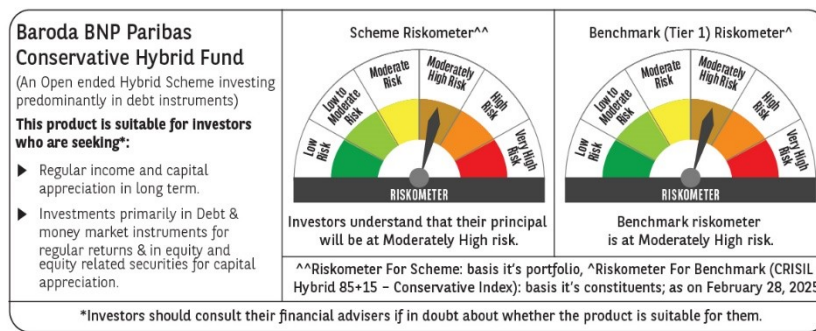 Baroda BNP Paribas
Conservative Hybrid Fund
(An Open ended Hybrid Scheme investing
predominantly in debt instruments)
This product is suitable for investors
who are seeking*:
▶ Regular income and capital
appreciation in long term.
▶ Investments primarily in Debt &
money market instruments for
regular returns & in equity and
equity related securities for capital
appreciation.
Scheme Riskometer^^
Low
Risk
Low to
Moderate
Risk
Moderate
Risk
Moderately
High Risk
High
Risk
Very High
Risk
RISKOMETER
Investors understand that their principal
will be at Moderately High risk.
Benchmark (Tier 1) Riskometer^
Low
Risk
Low to
Moderate
Risk
Moderate
Risk
Moderately
High Risk
High
Risk
Very High
Risk
RISKOMETER
Benchmark riskometer
is at Moderately High risk.
^^Riskometer For Scheme: basis it's portfolio, ^Riskometer For Benchmark (CRISIL
Hybrid 85+15 – Conservative Index): basis it's constituents; as on February 28, 2025
*Investors should consult their financial advisers if in doubt about whether the product is suitable for them.